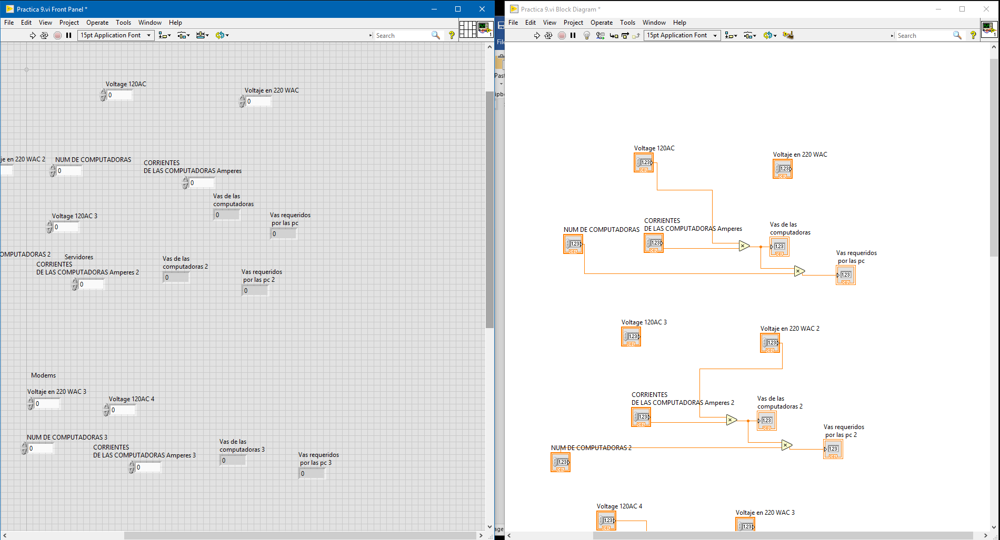 Practica 9.vi Front Panel *
File Edit View Project Operate Tools Window Help
15pt Application Font
Search
?
1
Voltage 120AC
0
Voltaje en 220 WAC
0
je en 220 WAC 2
NUM DE COMPUTADORAS
0
CORRIENTES
DE LAS COMPUTADORAS Amperes
0
Vas de las
computadoras
0
Vas requeridos
por las pc
0
Voltage 120AC 3
0
OMPUTADORAS 2
Servidores
CORRIENTES
DE LAS COMPUTADORAS Amperes 2
0
Vas de las
computadoras 2
0
Vas requeridos
por las pc 2
0
Modems
Voltaje en 220 WAC 3
0
Voltage 120AC 4
0
NUM DE COMPUTADORAS 3
0
CORRIENTES
DE LAS COMPUTADORAS Amperes 3
0
Vas de las
computadoras 3
0
Vas requeridos
por las pc 3
0
File
Past
ipb
age
Practica 9.vi Block Diagram *
File Edit View Project Operate Tools Window Help
15pt Application Font
Search
?
1
Voltage 120AC
1.23
DBL
Voltaje en 220 WAC
1.23
DBL
NUM DE COMPUTADORAS
1.23
DBL
CORRIENTES
DE LAS COMPUTADORAS Amperes
1.23
DBL
x
Vas de las
computadoras
1.23
DBL
x
Vas requeridos
por las pc
1.23
DBL
Voltage 120AC 3
1.23
DBL
Voltaje en 220 WAC 2
1.23
DBL
CORRIENTES
DE LAS COMPUTADORAS Amperes 2
1.23
DBL
x
Vas de las
computadoras 2
1.23
DBL
x
Vas requeridos
por las pc 2
1.23
DBL
NUM DE COMPUTADORAS 2
1.23
DBL
Voltage 120AC 4
1.23
DBL
Voltaje en 220 WAC 3
1.23